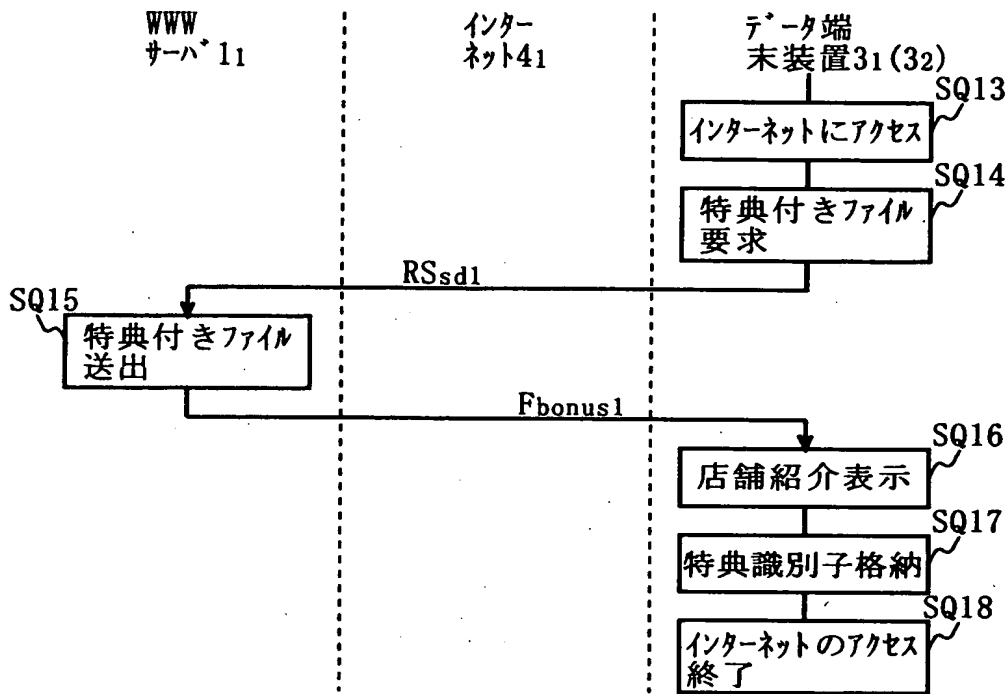 WWW
サーバ1₁
インター
ネット4₁
データ端
末装置3₁(3₂)
SQ13
インターネットにアクセス
SQ14
特典付きファイル
要求
RSsd1
SQ15
特典付きファイル
送出
Fbonus1
SQ16
店舗紹介表示
SQ17
特典識別子格納
SQ18
インターネットのアクセス
終了